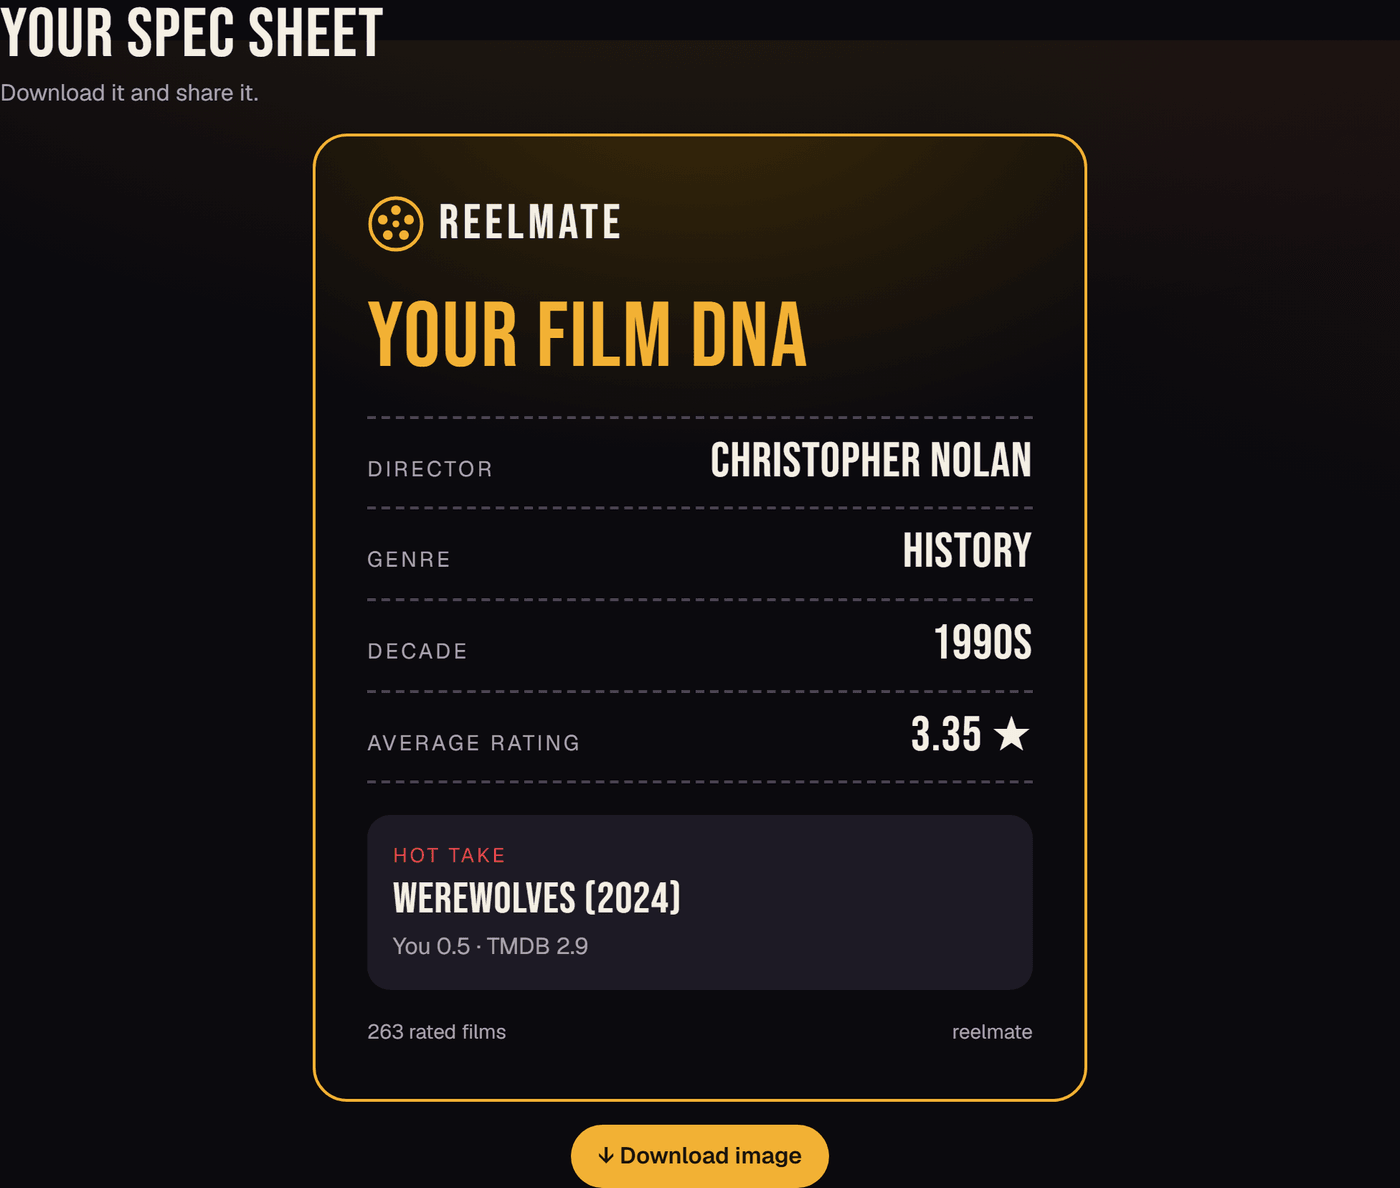 YOUR SPEC SHEET
Download it and share it.
REELMATE
YOUR FILM DNA
DIRECTOR CHRISTOPHER NOLAN
GENRE HISTORY
DECADE 1990S
AVERAGE RATING 3.35 ★
HOT TAKE
WEREWOLVES (2024)
You 0.5 · TMDB 2.9
263 rated films reelmate
↓ Download image